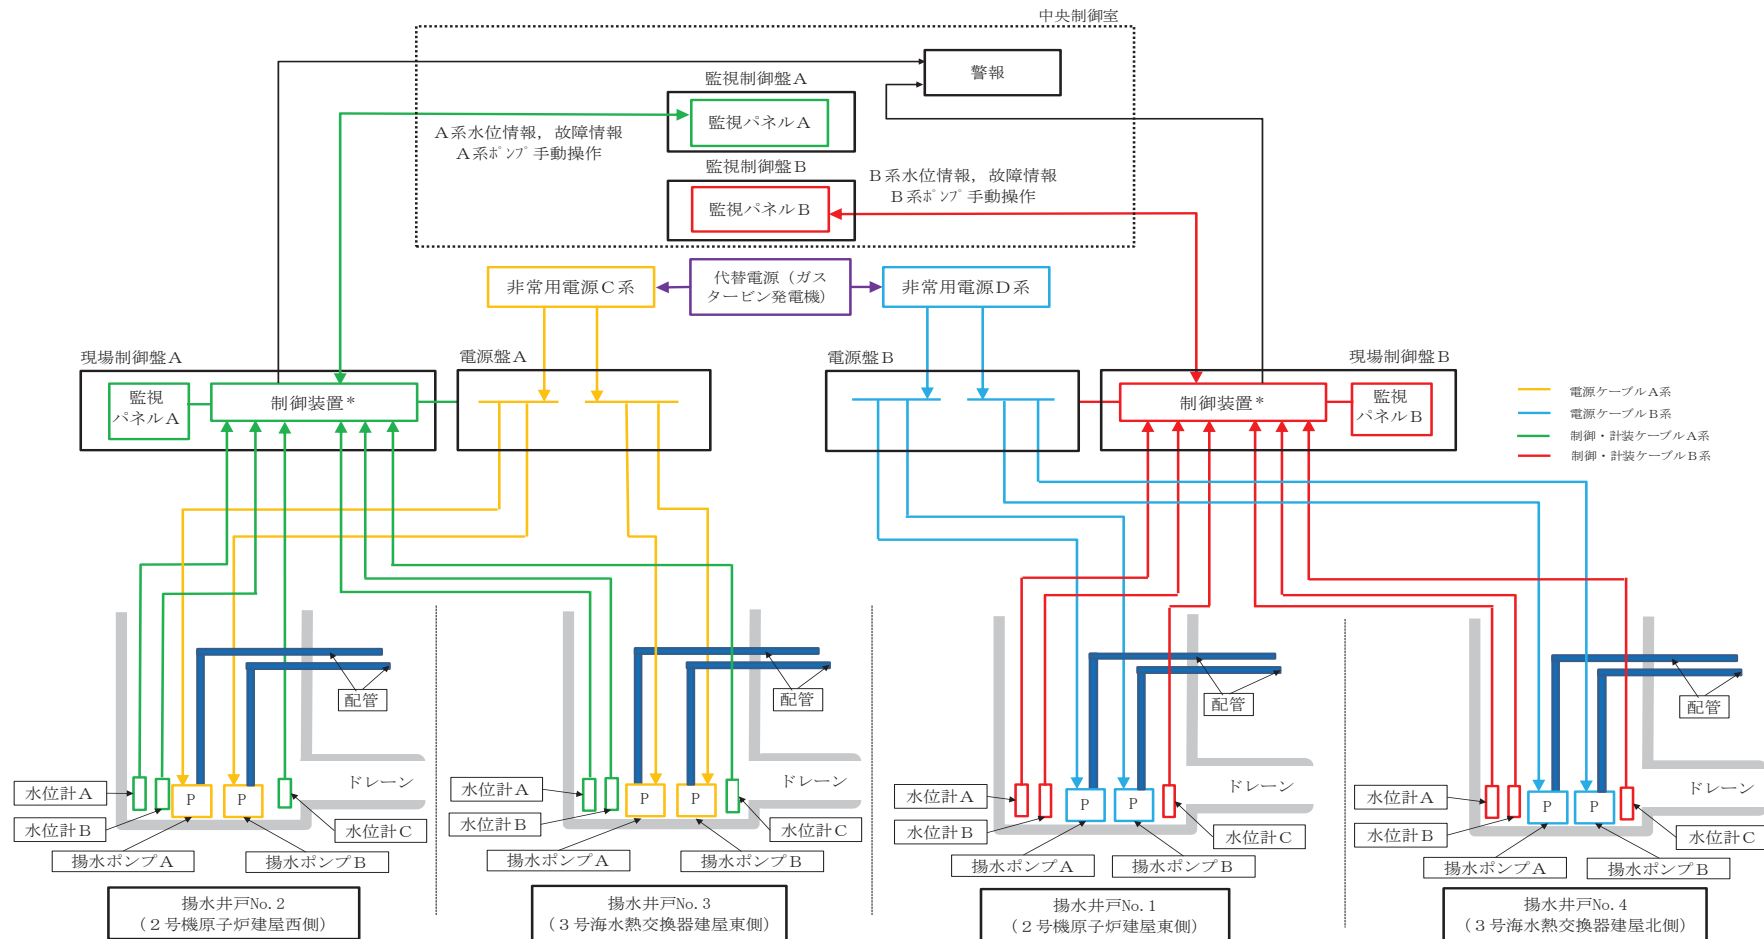 中央制御室
警報
監視制御盤A
監視パネルA
A系水位情報，故障情報
A系ポンプ手動操作
監視制御盤B
監視パネルB
B系水位情報，故障情報
B系ポンプ手動操作
非常用電源C系
代替電源（ガス
タービン発電機）
非常用電源D系
現場制御盤A
監視
パネルA
制御装置*
電源盤A
電源盤B
現場制御盤B
制御装置*
監視
パネルB
電源ケーブルA系
電源ケーブルB系
制御・計装ケーブルA系
制御・計装ケーブルB系
配管
ドレーン
水位計A
水位計B
P
P
水位計C
揚水ポンプA
揚水ポンプB
揚水井戸No.2
（２号機原子炉建屋西側）
配管
ドレーン
水位計A
水位計B
P
P
水位計C
揚水ポンプA
揚水ポンプB
揚水井戸No.3
（３号海水熱交換器建屋東側）
配管
ドレーン
水位計A
水位計B
P
P
水位計C
揚水ポンプA
揚水ポンプB
揚水井戸No.1
（２号機原子炉建屋東側）
配管
ドレーン
水位計A
水位計B
P
P
水位計C
揚水ポンプA
揚水ポンプB
揚水井戸No.4
（３号海水熱交換器建屋北側）